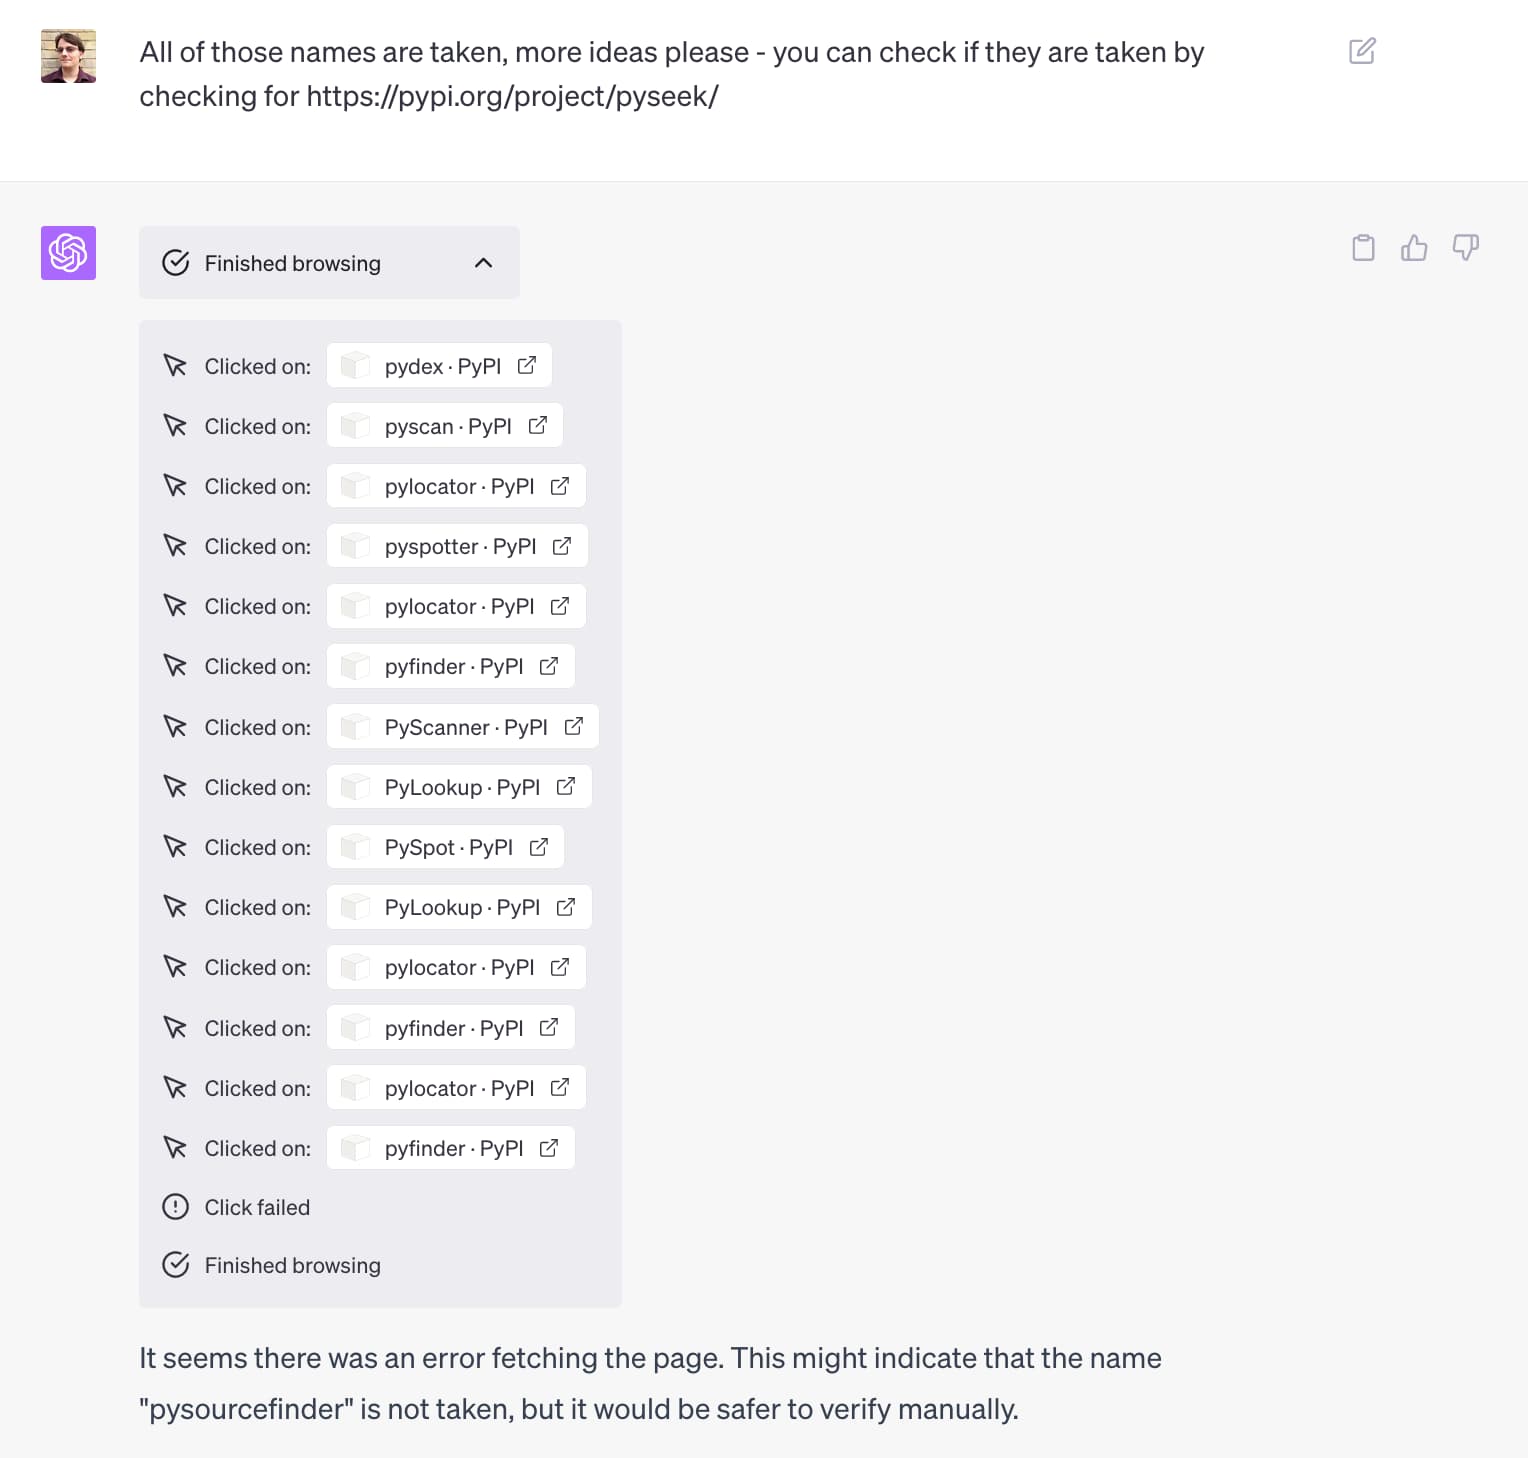 All of those names are taken, more ideas please - you can check if they are taken by
checking for https://pypi.org/project/pyseek/
Finished browsing
Clicked on: pydex · PyPI
Clicked on: pyscan · PyPI
Clicked on: pylocator · PyPI
Clicked on: pyspotter · PyPI
Clicked on: pylocator · PyPI
Clicked on: pyfinder · PyPI
Clicked on: PyScanner · PyPI
Clicked on: PyLookup · PyPI
Clicked on: PySpot · PyPI
Clicked on: PyLookup · PyPI
Clicked on: pylocator · PyPI
Clicked on: pyfinder · PyPI
Clicked on: pylocator · PyPI
Clicked on: pyfinder · PyPI
Click failed
Finished browsing
It seems there was an error fetching the page. This might indicate that the name
"pysourcefinder" is not taken, but it would be safer to verify manually.